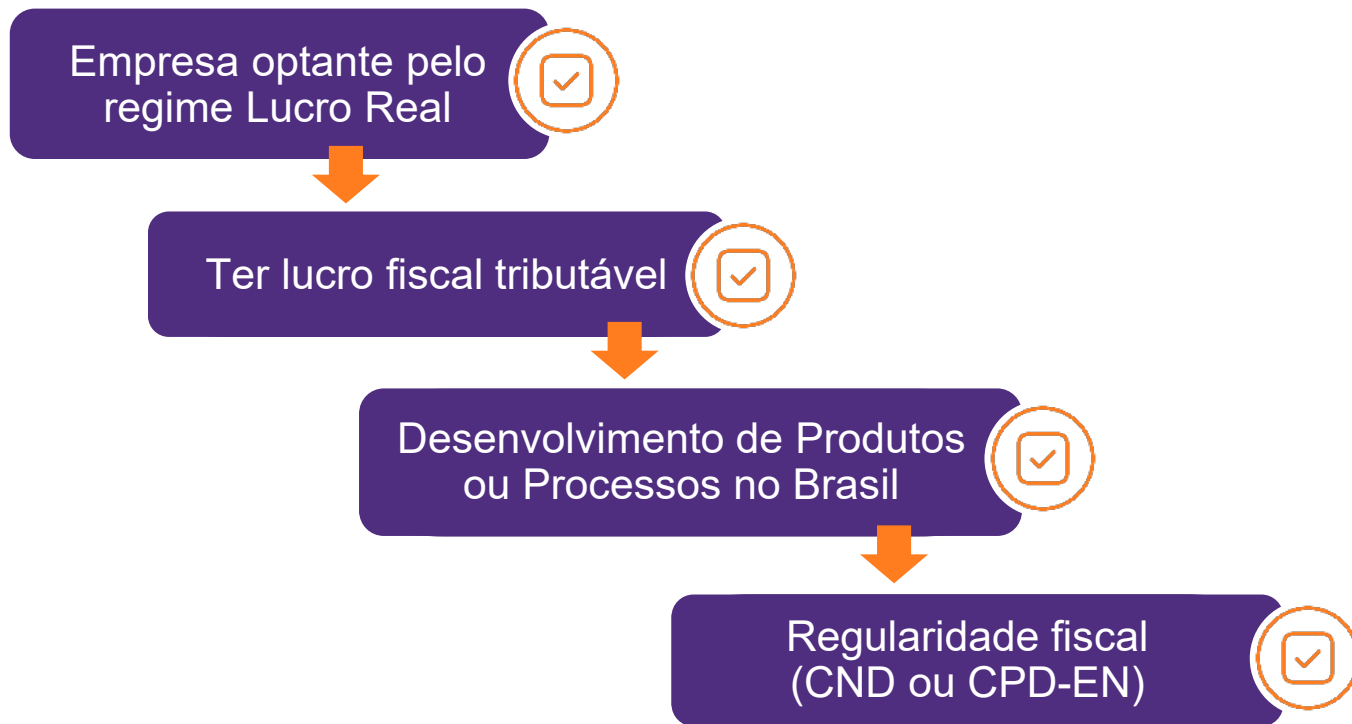 Empresa optante pelo
regime Lucro Real
Ter lucro fiscal tributável
Desenvolvimento de Produtos
ou Processos no Brasil
Regularidade fiscal
(CND ou CPD-EN)